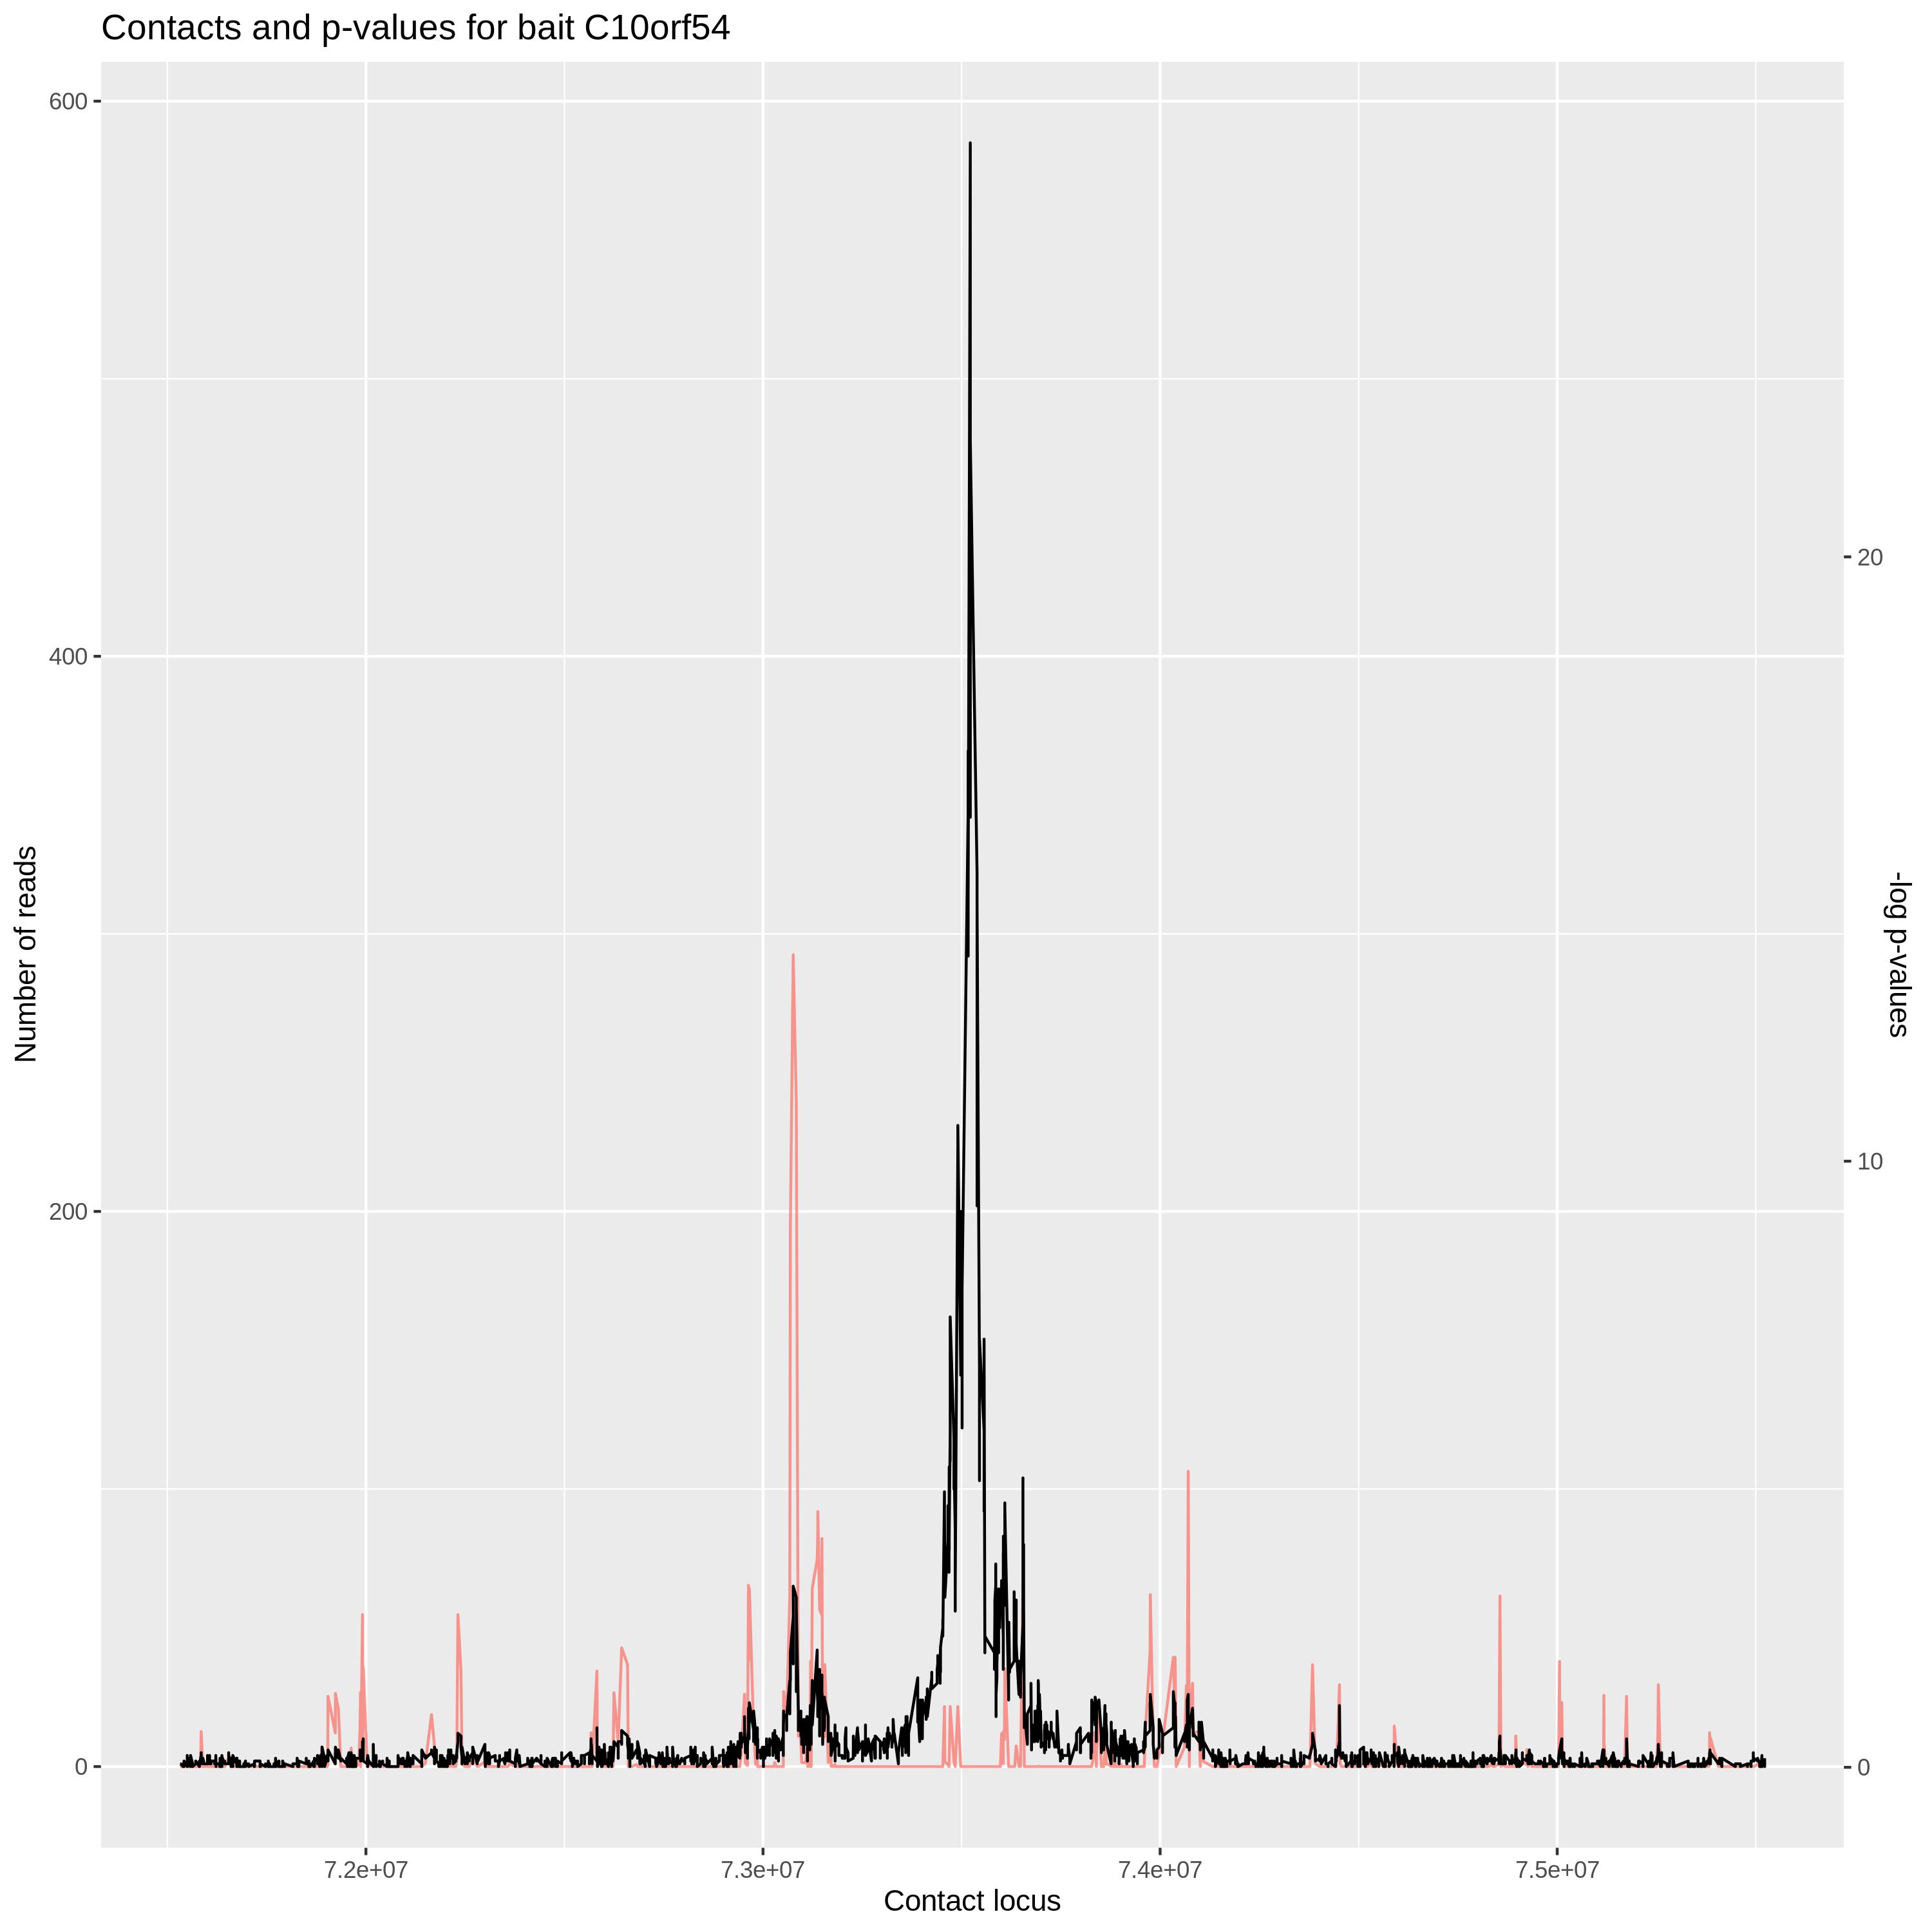 Contacts and p-values for bait C10orf54
600
400
200
0
Number of reads
20
10
0
-log p-values
7.2e+07
7.3e+07
7.4e+07
7.5e+07
Contact locus